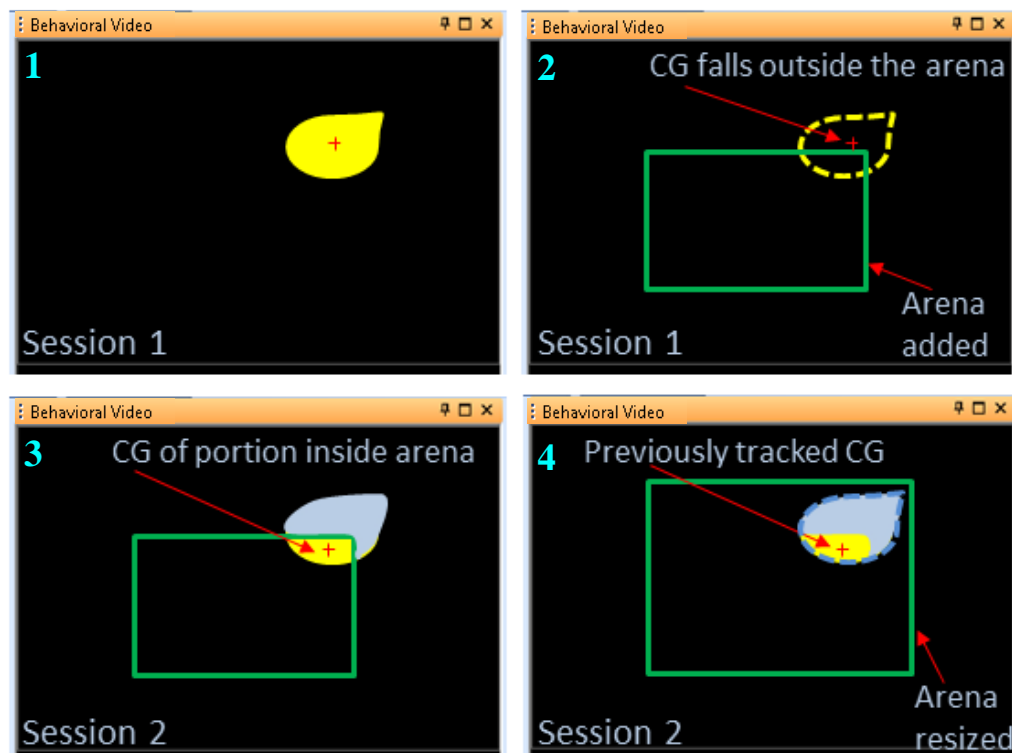 Behavioral Video
1
Session 1
Behavioral Video
2
CG falls outside the arena
Arena
added
Session 1
Behavioral Video
3
CG of portion inside arena
Session 2
Behavioral Video
4
Previously tracked CG
Arena
resized
Session 2